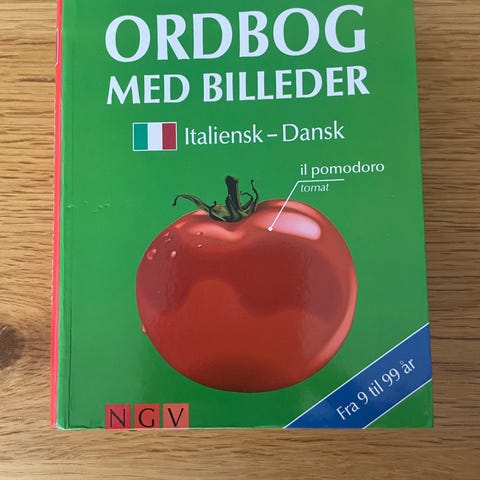 ORDBOG
MED BILLEDER
Italiensk – Dansk
il pomodoro
tomat
Fra 9 til 99 år
NGV